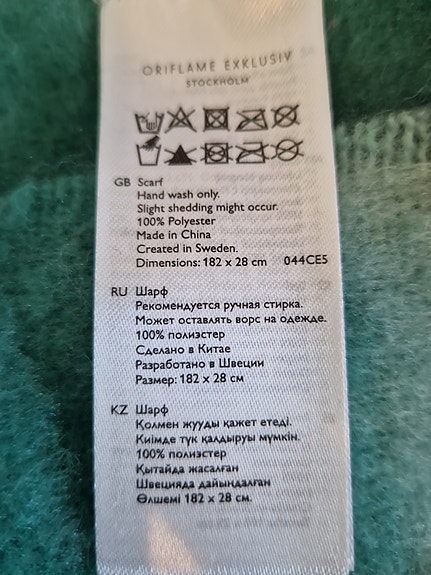 ORIFLAME EXKLUSIV
STOCKHOLM
GB Scarf
Hand wash only.
Slight shedding might occur.
100% Polyester
Made in China
Created in Sweden.
Dimensions: 182 x 28 cm 044CE5
RU Шарф
Рекомендуется ручная стирка.
Может оставлять ворс на одежде.
100% полиэстер
Сделано в Китае
Разработано в Швеции
Размер: 182 x 28 см
KZ Шарф
Қолмен жууды қажет етеді.
Киімде түк қалдыруы мүмкін.
100% полиэстер
Қытайда жасалған
Швецияда дайындалған
Өлшемі 182 x 28 см.